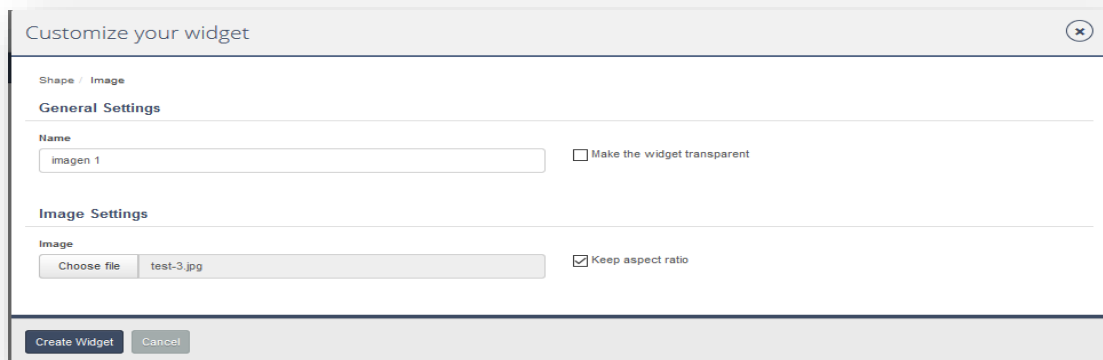 Customize your widget
Shape / Image
General Settings
Name
imagen 1
Make the widget transparent
Image Settings
Image
Choose file test-3.jpg
Keep aspect ratio
Create Widget Cancel